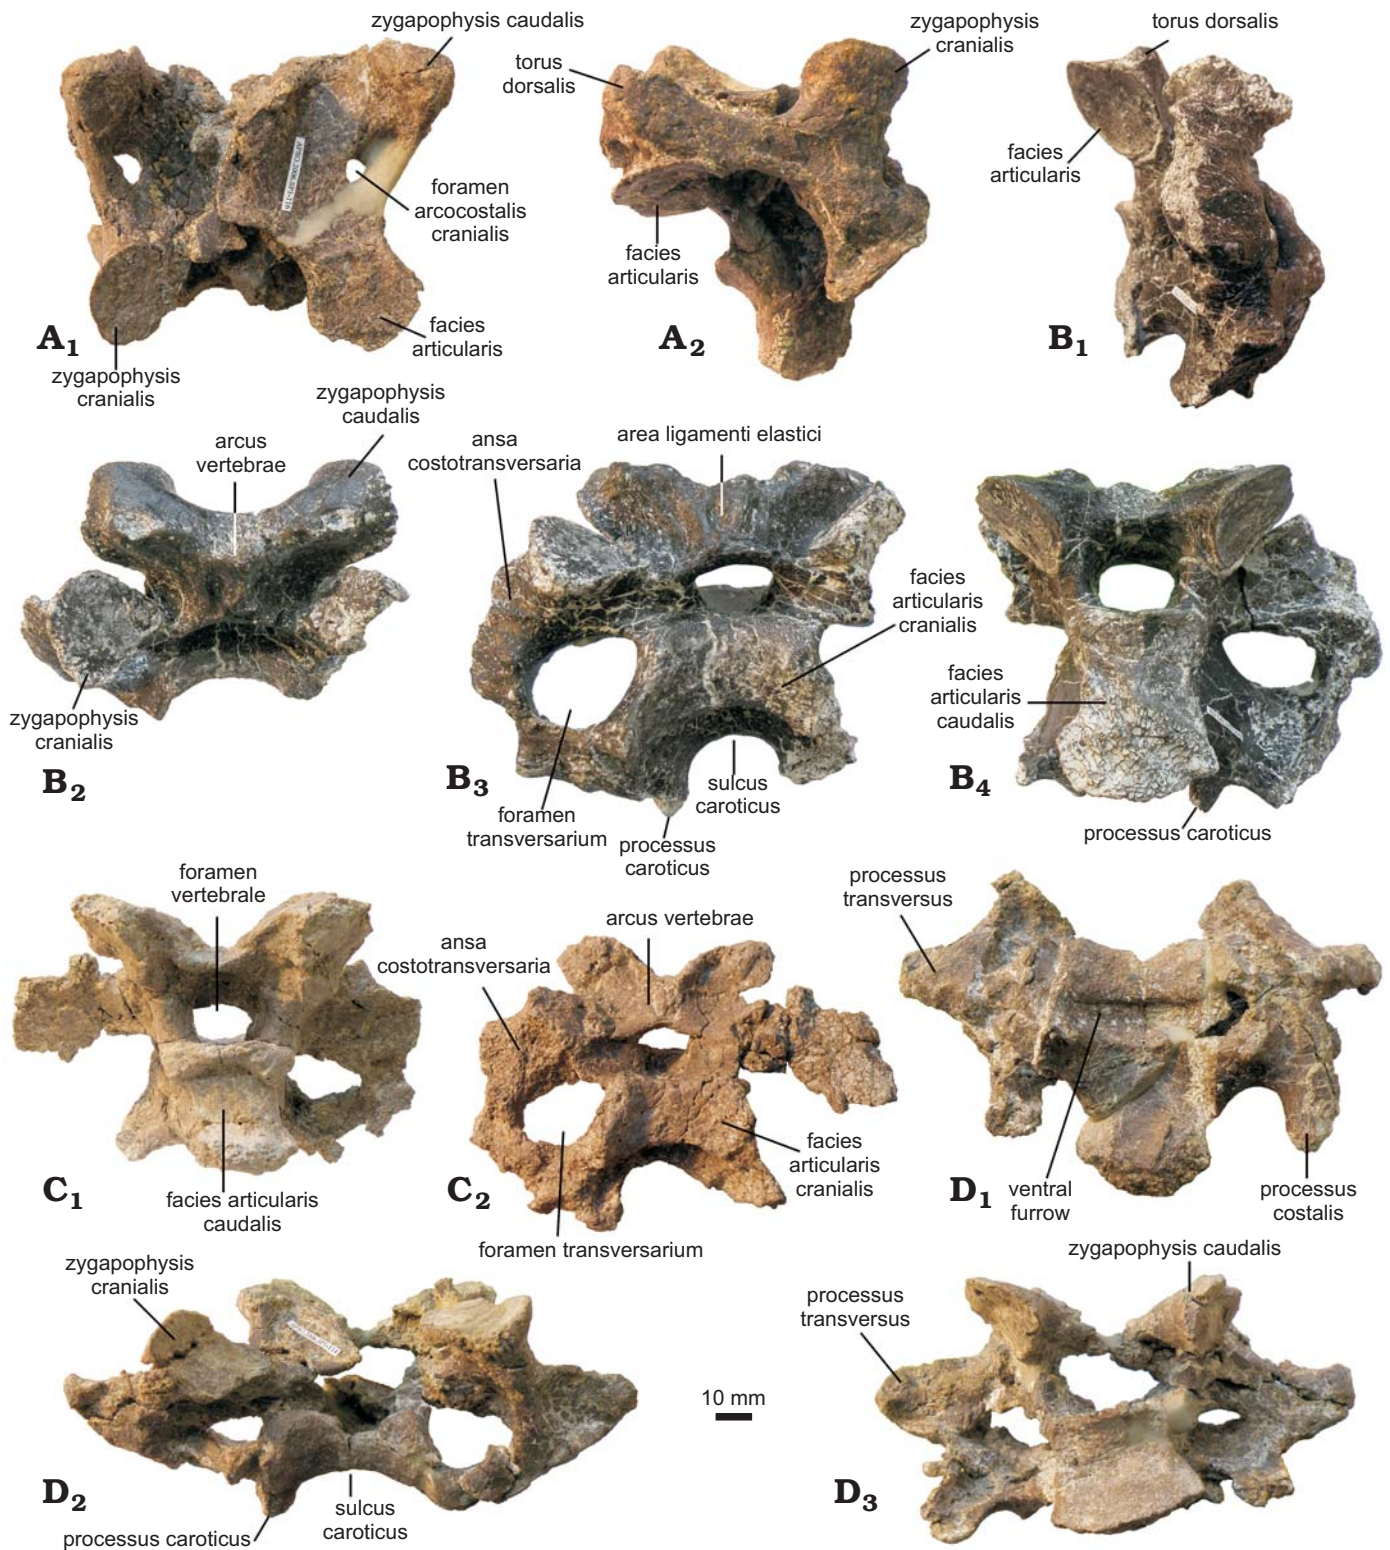 zygapophysis caudalis
torus
dorsalis
zygapophysis
cranialis
torus dorsalis
facies
articularis
foramen
arcocostalis
cranialis
facies
articularis
facies
articularis
A1
A2
B1
zygapophysis
cranialis
zygapophysis
caudalis
arcus
vertebrae
ansa
costotransversaria
area ligamenti elastici
facies
articularis
cranialis
facies
articularis
caudalis
zygapophysis
cranialis
B2
B3
B4
sulcus
caroticus
foramen
transversarium
processus
caroticus
processus caroticus
foramen
vertebrale
processus
transversus
arcus vertebrae
ansa
costotransversaria
facies
articularis
cranialis
C1
C2
D1
ventral
furrow
processus
costalis
facies articularis
caudalis
foramen transversarium
zygapophysis caudalis
zygapophysis
cranialis
processus
transversus
10 mm
D2
D3
sulcus
caroticus
processus caroticus